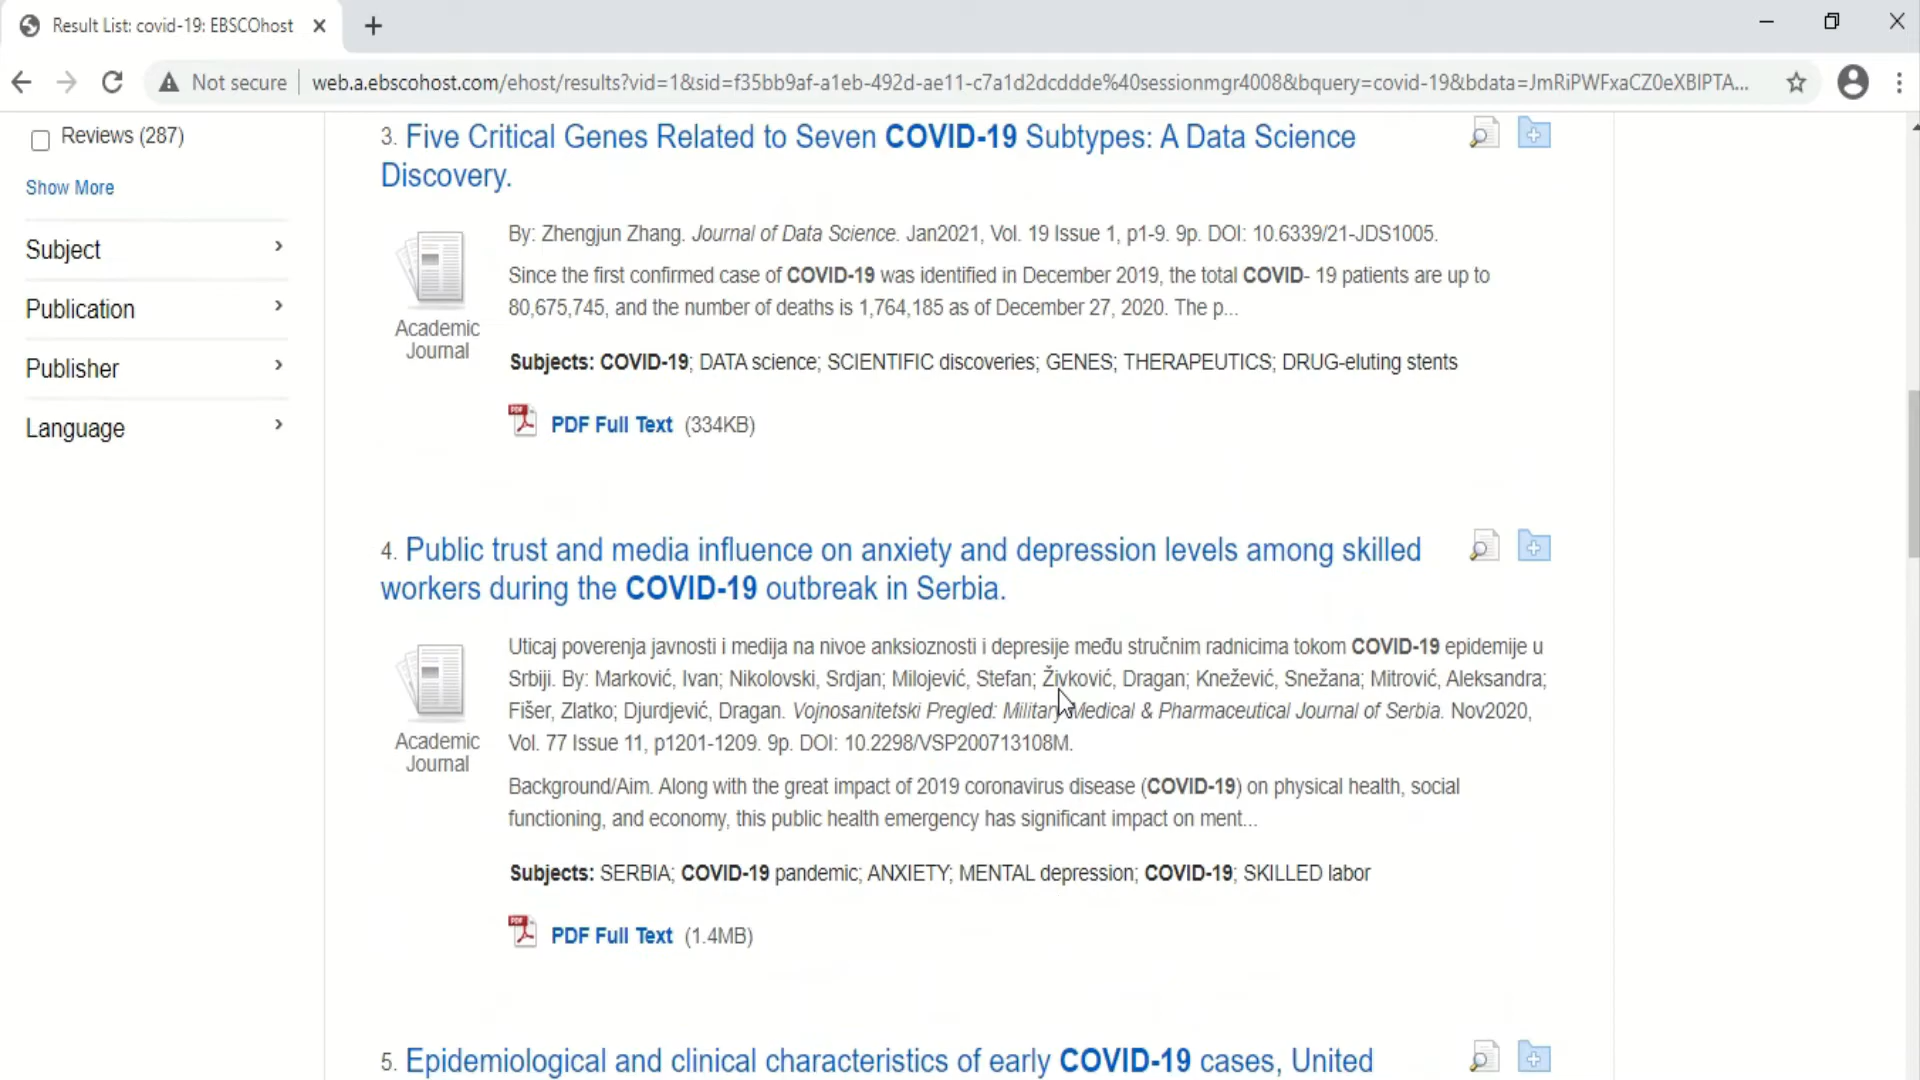 Result List: covid-19: EBSCOhost
Not secure
web.a.ebscohost.com/ehost/results?vid=1&sid=f35bb9af-a1eb-492d-ae11-c7a1d2dcddde%40sessionmgr4008&bquery=covid-19&bdata=JmRiPWFxaCZ0eXBlPTA...
Reviews (287)
Show More
Subject
Publication
Publisher
Language
3. Five Critical Genes Related to Seven COVID-19 Subtypes: A Data Science
Discovery.
Academic
Journal
By: Zhengjun Zhang. Journal of Data Science. Jan2021, Vol. 19 Issue 1, p1-9. 9p. DOI: 10.6339/21-JDS1005.
Since the first confirmed case of COVID-19 was identified in December 2019, the total COVID- 19 patients are up to
80,675,745, and the number of deaths is 1,764,185 as of December 27, 2020. The p...
Subjects: COVID-19; DATA science; SCIENTIFIC discoveries; GENES; THERAPEUTICS; DRUG-eluting stents
PDF
PDF Full Text (334KB)
4. Public trust and media influence on anxiety and depression levels among skilled
workers during the COVID-19 outbreak in Serbia.
Academic
Journal
Uticaj poverenja javnosti i medija na nivoe anksioznosti i depresije među stručnim radnicima tokom COVID-19 epidemije u
Srbiji. By: Marković, Ivan; Nikolovski, Srdjan; Milojević, Stefan; Živković, Dragan; Knežević, Snežana; Mitrović, Aleksandra;
Fišer, Zlatko; Djurdjević, Dragan. Vojnosanitetski Pregled: Military Medical & Pharmaceutical Journal of Serbia. Nov2020,
Vol. 77 Issue 11, p1201-1209. 9p. DOI: 10.2298/VSP200713108M.
Background/Aim. Along with the great impact of 2019 coronavirus disease (COVID-19) on physical health, social
functioning, and economy, this public health emergency has significant impact on ment...
Subjects: SERBIA; COVID-19 pandemic; ANXIETY; MENTAL depression; COVID-19; SKILLED labor
PDF
PDF Full Text (1.4MB)
5. Epidemiological and clinical characteristics of early COVID-19 cases, United